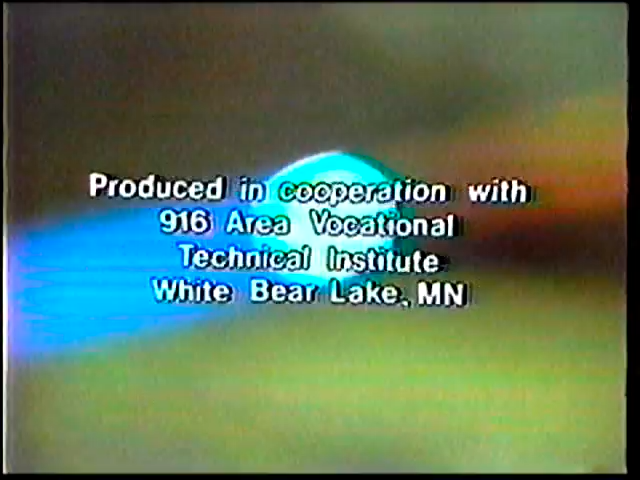 Produced in cooperation with
916 Area Vocational
Technical Institute
White Bear Lake, MN